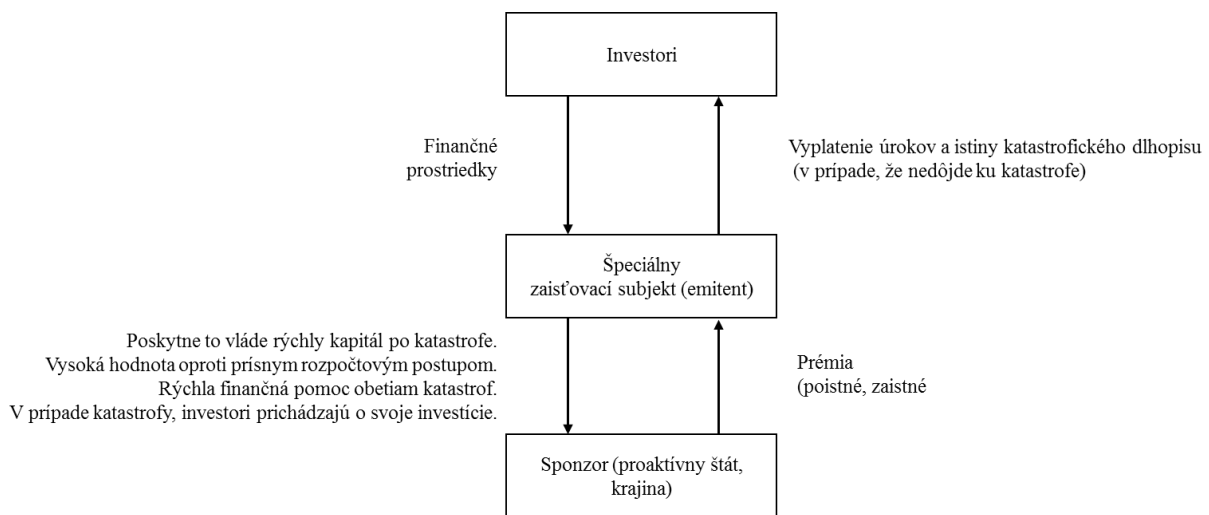 Investori
Finančné
prostriedky
Vyplatenie úrokov a istiny katastrofického dlhopisu
(v prípade, že nedôjde ku katastrofe)
Špeciálny
zaisťovací subjekt (emitent)
Poskytne to vláde rýchly kapitál po katastrofe.
Vysoká hodnota oproti prísnym rozpočtovým postupom.
Rýchla finančná pomoc obetiam katastrof.
V prípade katastrofy, investori prichádzajú o svoje investície.
Prémia
(poistné, zaistné
Sponzor (proaktívny štát,
krajina)